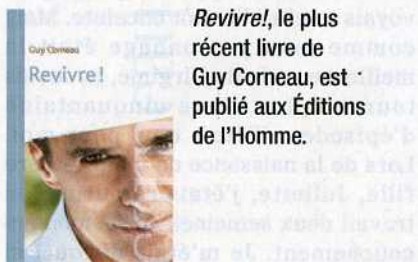 Guy Corneau
Revivre!
Revivre!, le plus
récent livre de
Guy Corneau, est
publié aux Éditions
de l'Homme.